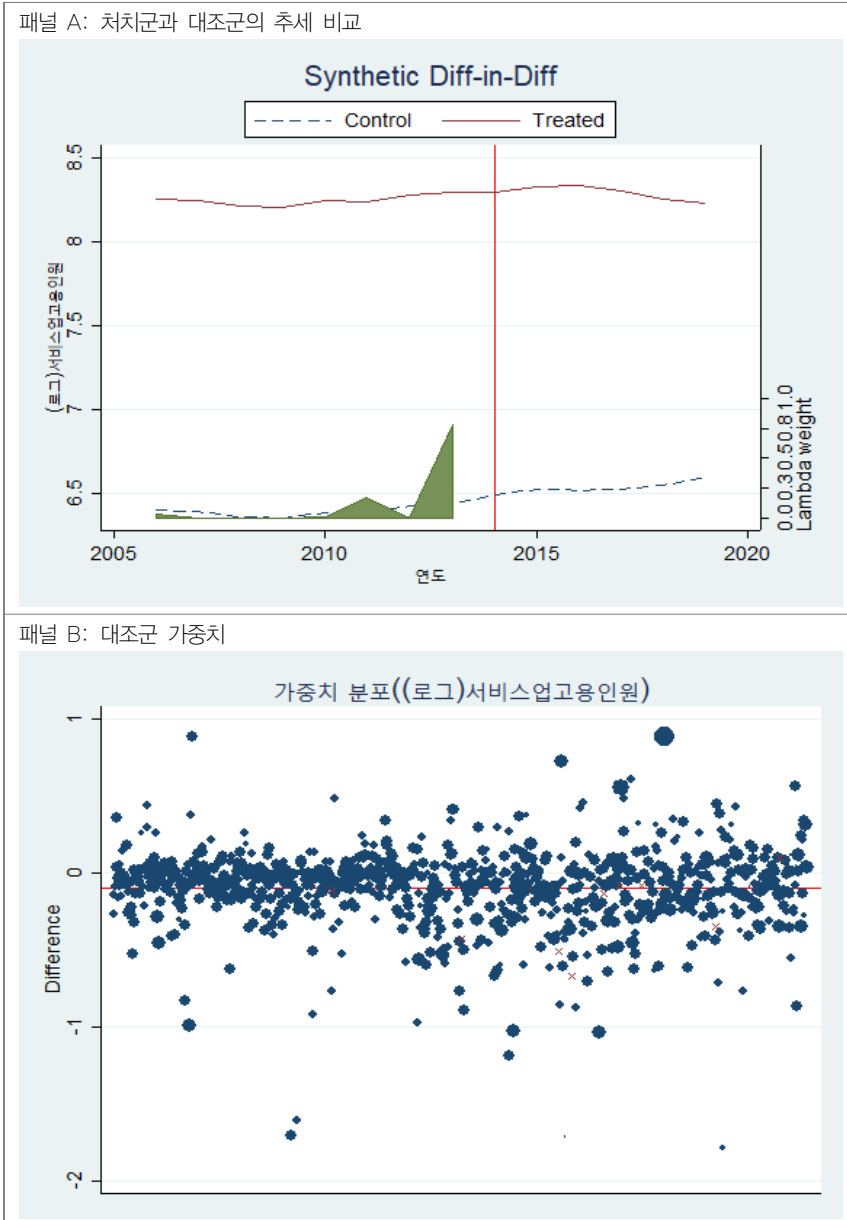 패널 A: 처치군과 대조군의 추세 비교
Synthetic Diff-in-Diff
Control Treated
8.5
8
7.5
7
6.5
(로그)서비스업고용인원
0.00.30.50.81.0
Lambda weight
2005 2010 2015 2020
연도
패널 B: 대조군 가중치
가중치 분포((로그)서비스업고용인원)
1
0
-1
-2
Difference